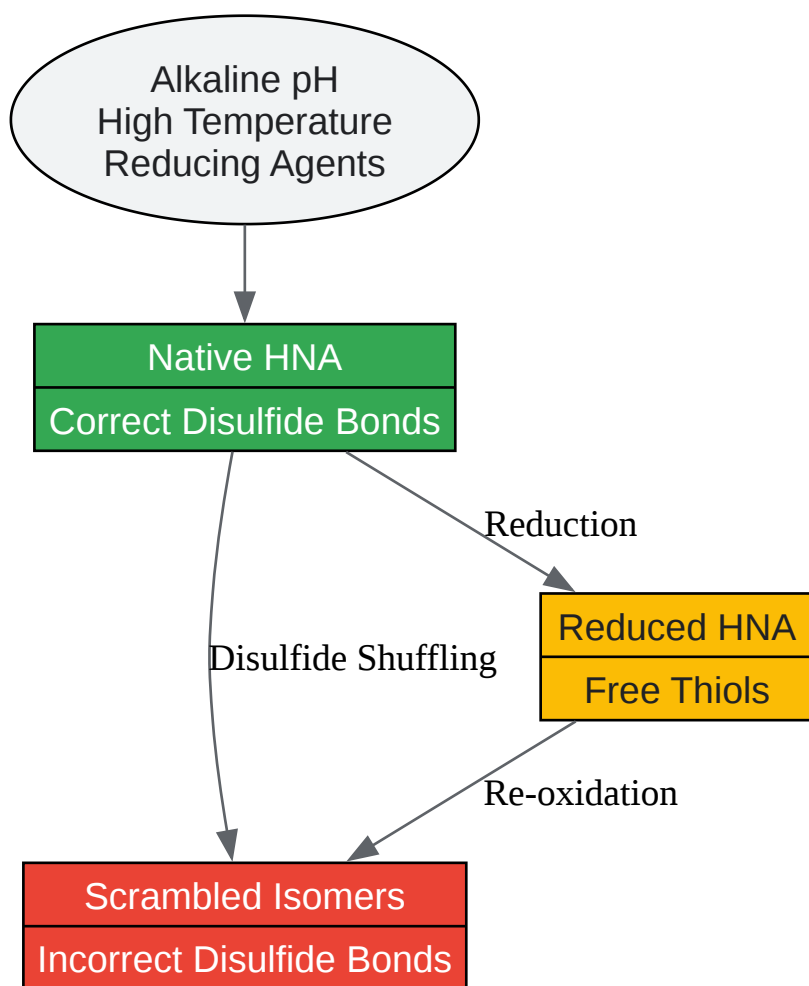 Alkaline pH
High Temperature
Reducing Agents
Native HNA
Correct Disulfide Bonds
Reduction
Reduced HNA
Disulfide Shuffling
Free Thiols
Re-oxidation
Scrambled Isomers
Incorrect Disulfide Bonds